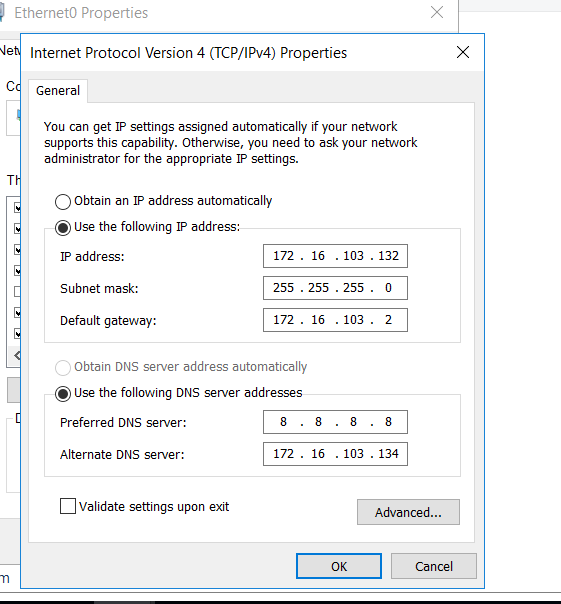 Ethernet0 Properties
Internet Protocol Version 4 (TCP/IPv4) Properties
General
You can get IP settings assigned automatically if your network
supports this capability. Otherwise, you need to ask your network
administrator for the appropriate IP settings.
Obtain an IP address automatically
Use the following IP address:
IP address: 172 . 16 . 103 . 132
Subnet mask: 255 . 255 . 255 . 0
Default gateway: 172 . 16 . 103 . 2
Obtain DNS server address automatically
Use the following DNS server addresses
Preferred DNS server: 8 . 8 . 8 . 8
Alternate DNS server: 172 . 16 . 103 . 134
Validate settings upon exit
Advanced...
OK Cancel